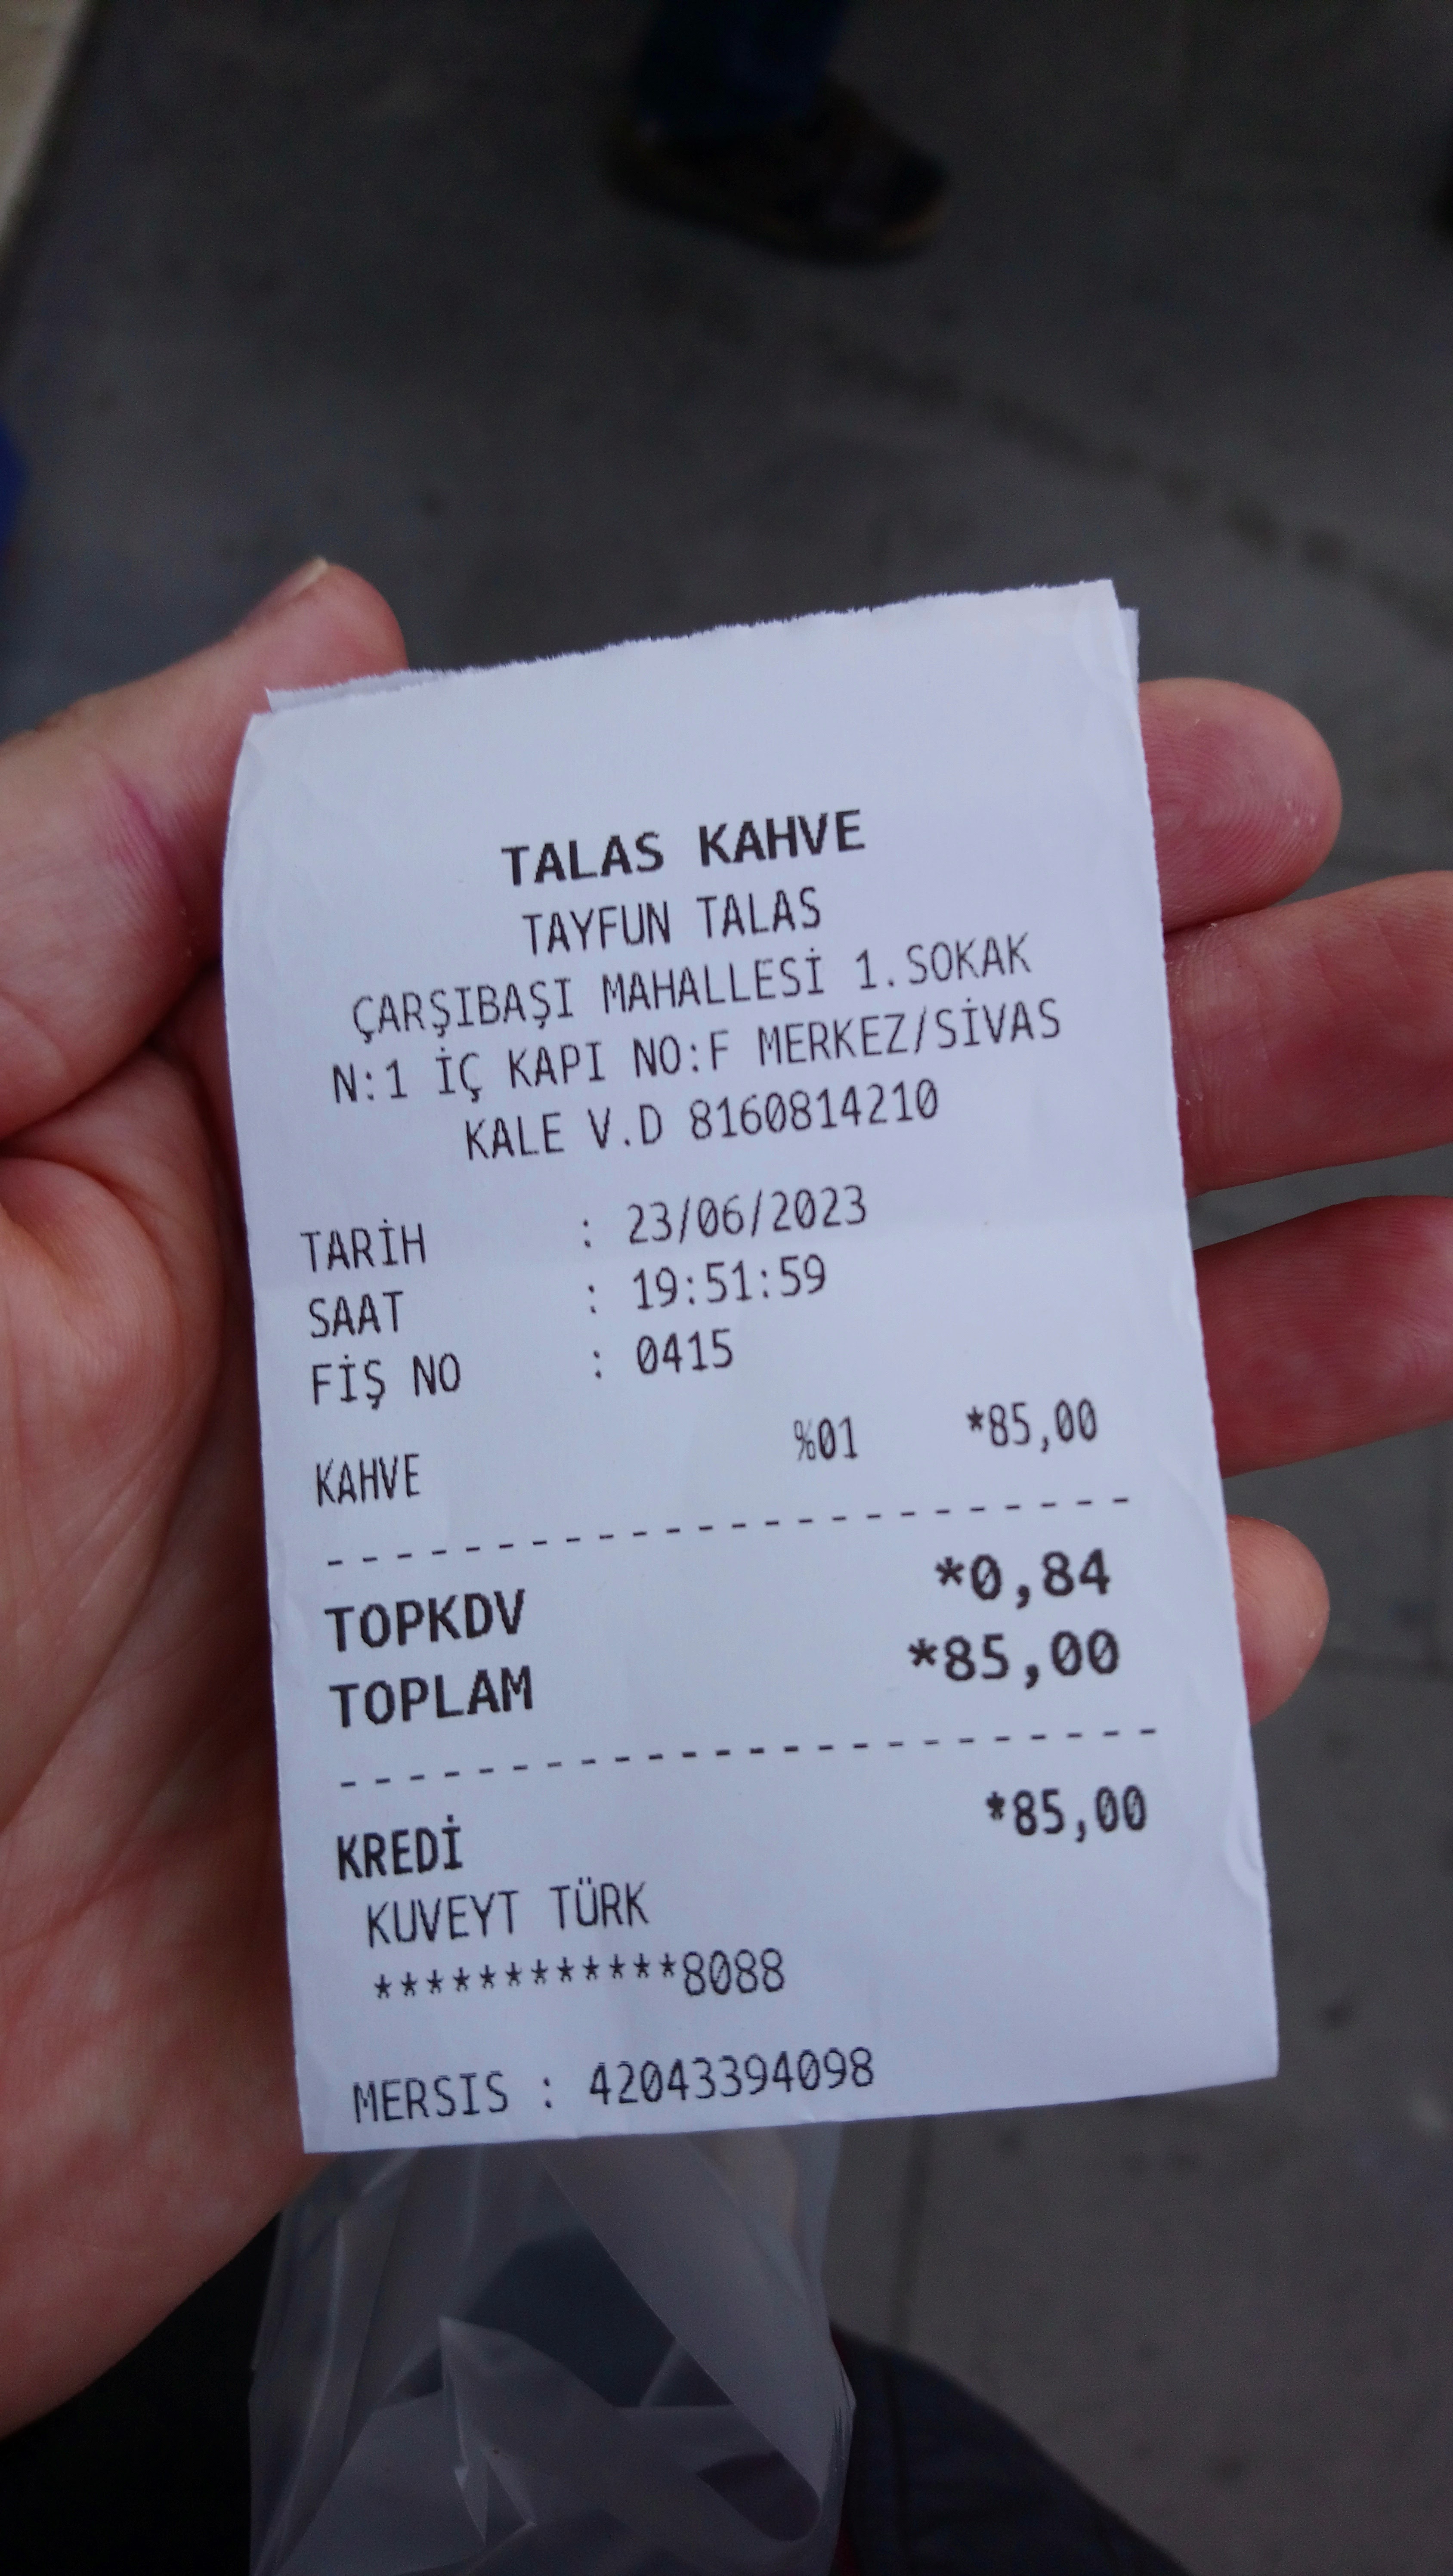 TALAS KAHVE
TAYFUN TALAS
ÇARŞIBAŞI MAHALLESİ 1.SOKAK
N:1 İÇ KAPI NO:F MERKEZ/SİVAS
KALE V.D 8160814210
TARİH : 23/06/2023
SAAT : 19:51:59
FİŞ NO : 0415
KAHVE %01 *85,00
TOPKDV *0,84
TOPLAM *85,00
KREDİ *85,00
KUVEYT TÜRK
************8088
MERSIS : 42043394098